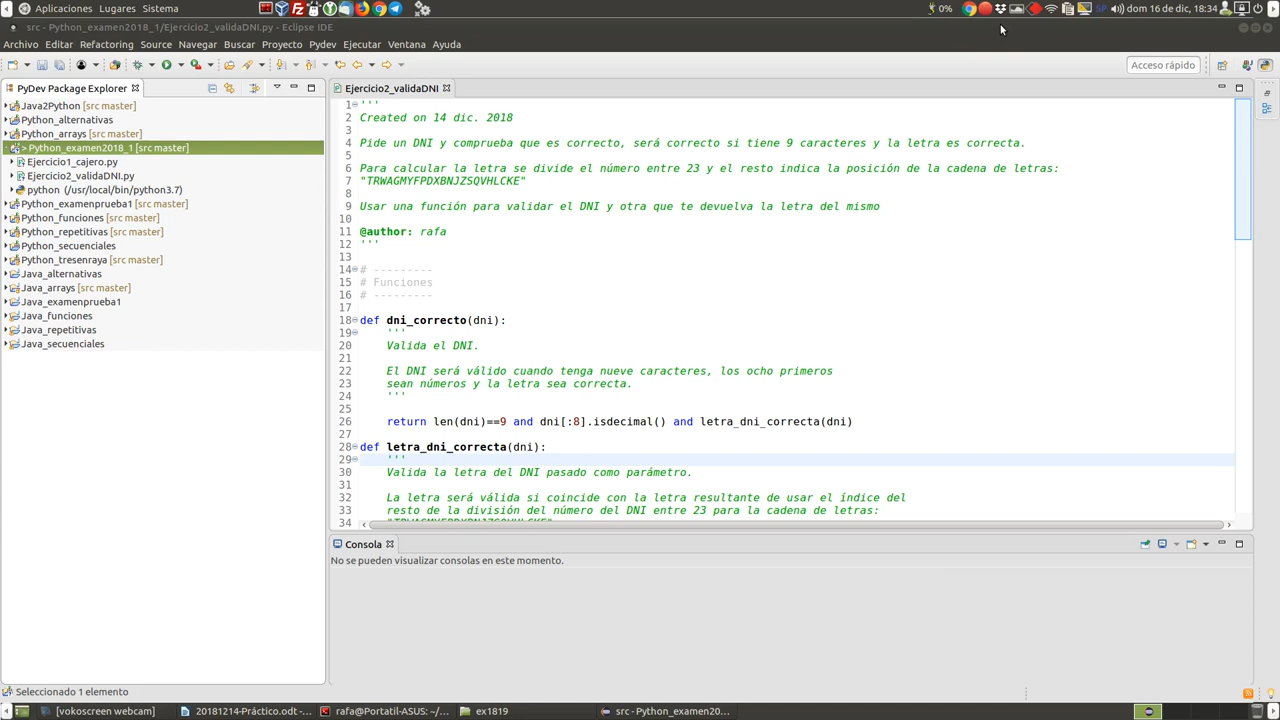 Aplicaciones Lugares Sistema 0% SP dom 16 de dic, 18:34
src - Python_examen2018_1/Ejercicio2_validaDNI.py - Eclipse IDE
Archivo Editar Refactoring Source Navegar Buscar Proyecto Pydev Ejecutar Ventana Ayuda
Acceso rápido
PyDev Package Explorer
Java2Python [src master]
Python_alternativas
Python_arrays [src master]
> Python_examen2018_1 [src master]
Ejercicio1_cajero.py
Ejercicio2_validaDNI.py
python (/usr/local/bin/python3.7)
Python_examenprueba1 [src master]
Python_funciones [src master]
Python_repetitivas [src master]
Python_secuenciales
Python_tresenraya [src master]
Java_alternativas
Java_arrays [src master]
Java_examenprueba1
Java_funciones
Java_repetitivas
Java_secuenciales
Ejercicio2_validaDNI
1 '''
2 Created on 14 dic. 2018
3
4 Pide un DNI y comprueba que es correcto, será correcto si tiene 9 caracteres y la letra es correcta.
5
6 Para calcular la letra se divide el número entre 23 y el resto indica la posición de la cadena de letras:
7 "TRWAGMYFPDXBNJZSQVHLCKE"
8
9 Usar una función para validar el DNI y otra que te devuelva la letra del mismo
10
11 @author: rafa
12 '''
13
14 # ---------
15 # Funciones
16 # ---------
17
18 def dni_correcto(dni):
19 '''
20 Valida el DNI.
21
22 El DNI será válido cuando tenga nueve caracteres, los ocho primeros
23 sean números y la letra sea correcta.
24 '''
25
26 return len(dni)==9 and dni[:8].isdecimal() and letra_dni_correcta(dni)
27
28 def letra_dni_correcta(dni):
29 '''
30 Valida la letra del DNI pasado como parámetro.
31
32 La letra será válida si coincide con la letra resultante de usar el índice del
33 resto de la división del número del DNI entre 23 para la cadena de letras:
34 "TRWAGMYFPDXBNJZSQVHLCKE"
Consola
No se pueden visualizar consolas en este momento.
Seleccionado 1 elemento
[vokoscreen webcam] 20181214-Práctico.odt -... rafa@Portatil-ASUS: ~/... ex1819 src - Python_examen20...